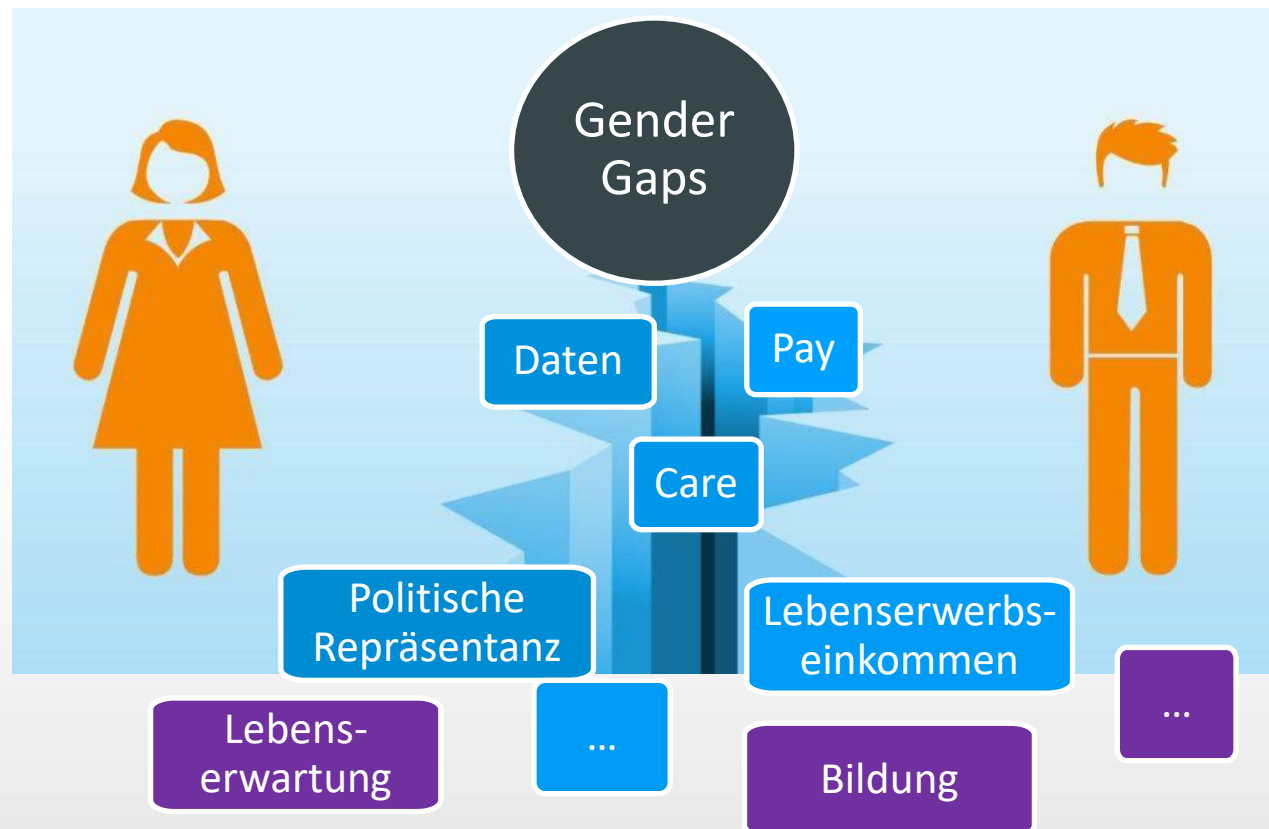 Gender
Gaps
Daten
Pay
Care
Politische
Repräsentanz
Lebenserwerbs-
einkommen
...
Lebens-
erwartung
...
Bildung